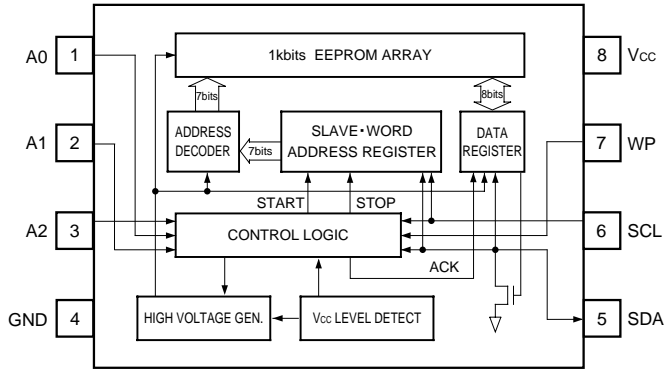 A0 1
1kbits EEPROM ARRAY
8 Vcc
7bits
8bits
A1 2
ADDRESS
DECODER
7bits
SLAVE・WORD
ADDRESS REGISTER
DATA
REGISTER
7 WP
START
STOP
A2 3
CONTROL LOGIC
6 SCL
ACK
GND 4
HIGH VOLTAGE GEN.
Vcc LEVEL DETECT
5 SDA